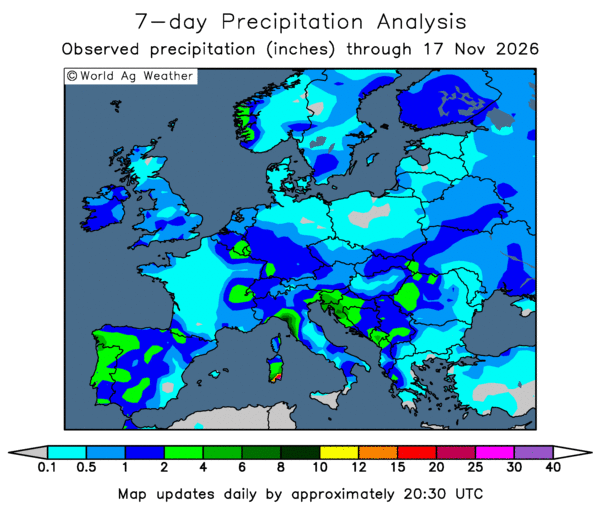 7-day Precipitation Analysis
Observed precipitation (inches) through 17 Nov 2026
© World Ag Weather
0.1 0.5 1 2 4 6 8 10 12 15 20 25 30 40
Map updates daily by approximately 20:30 UTC